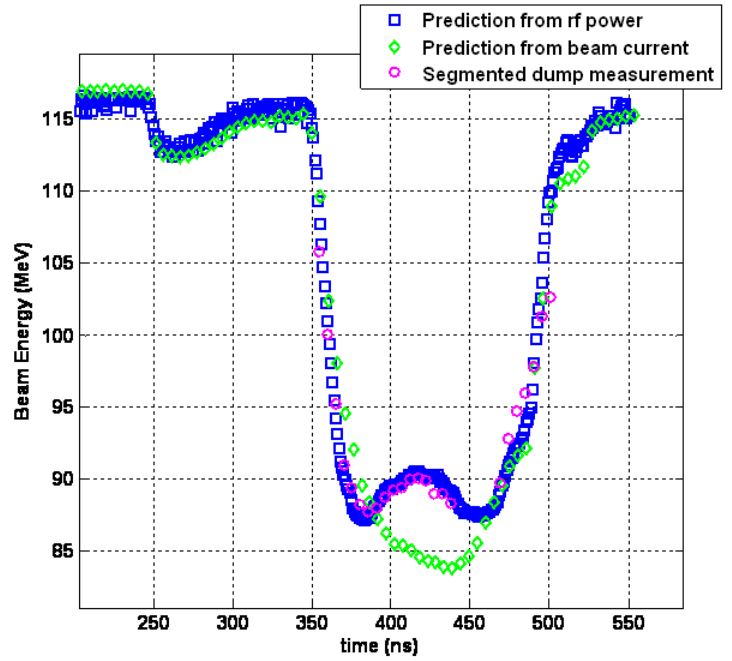 Prediction from rf power
Prediction from beam current
Segmented dump measurement
115
110
105
100
95
90
85
Beam Energy (MeV)
250 300 350 400 450 500 550
time (ns)